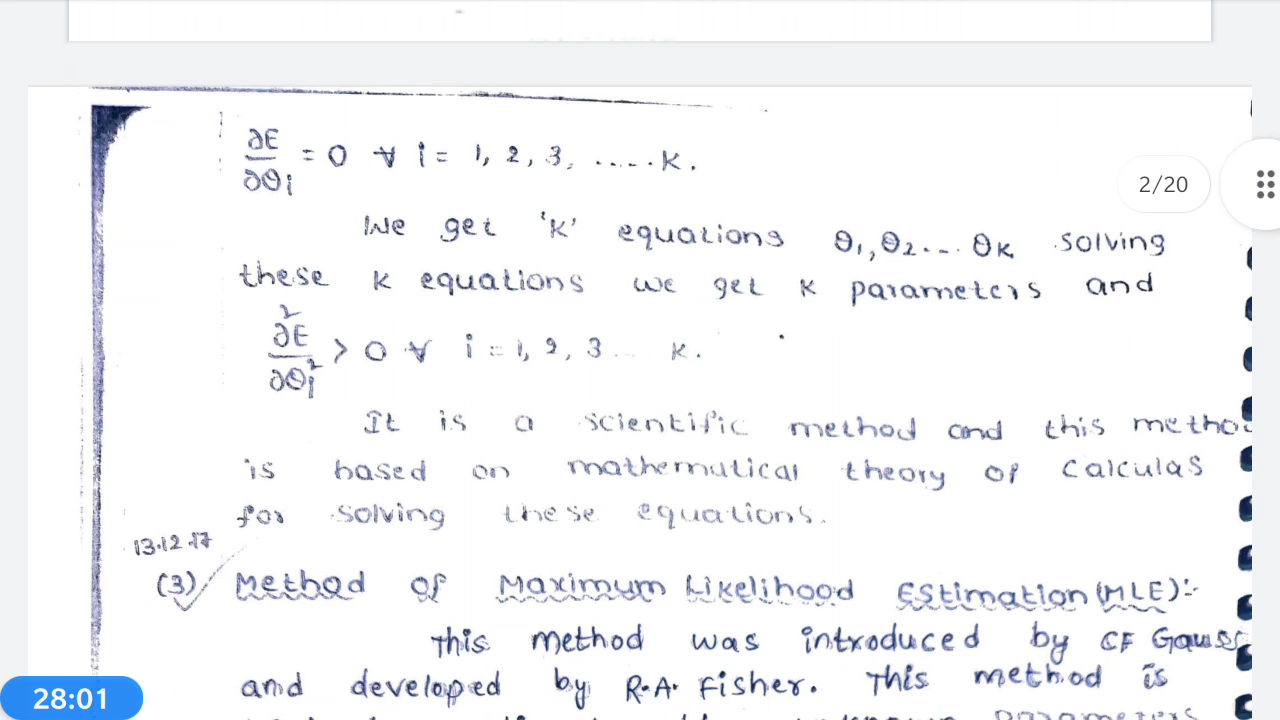 ∂E/∂θi = 0 ∀ i = 1, 2, 3, ..... K.
2/20
We get 'K' equations θ1, θ2.... θK solving
these K equations we get K parameters and
∂²E/∂θi² > 0 ∀ i = 1, 2, 3 ... K.
It is a scientific method and this metho
is based on mathematical theory of calculas
for solving these equations.
13.12.17
(3) Method of Maximum Likelihood EStimation (MLE):-
This method was introduced by CF Gauss
and developed by R.A. Fisher. This method is
28:01
unknown parameters